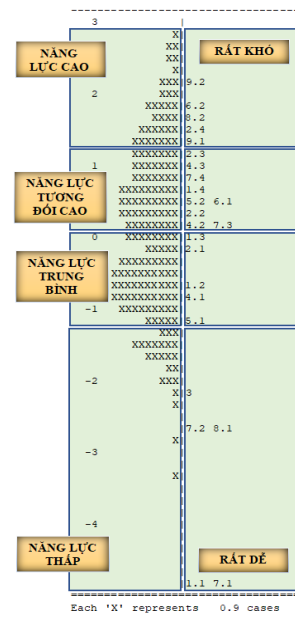 3
X
NĂNG
LỰC CAO
XX
RẤT KHÓ
XX
X
XXX 9.2
2 XXX
XXXXX 6.2
XXXX 8.2
XXXXXX 2.4
XXXXXXX 9.1
XXXXXXX 2.3
1 XXXXXXX 4.3
XXXXXXX 7.4
NĂNG LỰC
TƯƠNG
ĐỐI CAO
XXXXXXXXX 1.4
XXXXXXXXX 5.2 6.1
XXXXXXXXX 2.2
XXXXXXXX 4.2 7.3
0 XXXXXXXX 1.3
XXXXX 2.1
NĂNG LỰC
TRUNG
BÌNH
XXXXXXXXX
XXXXXXXXXX
XXXXXXXXXX 1.2
XXXXXXXXXX 4.1
-1 XXXXXXXXX
XXXXX 5.1
XXX
XXXXXXX
XXXXX
XX
-2 XXX
X 3
X
7.2 8.1
X
-3
X
-4
NĂNG LỰC
THẤP
RẤT DỄ
1.1 7.1
Each 'X' represents 0.9 cases